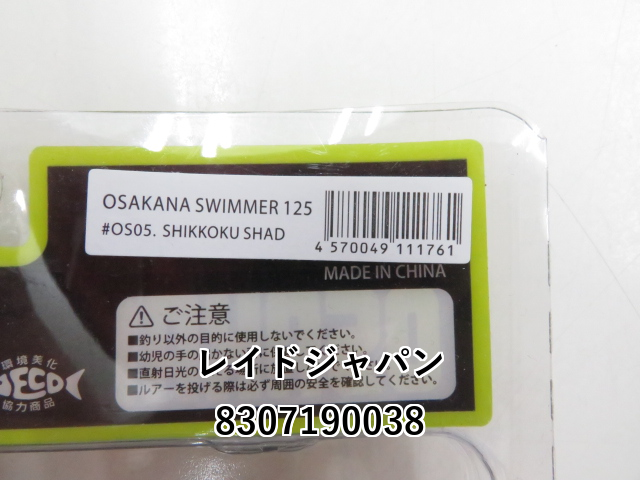 OSAKANA SWIMMER 125
#OS05. SHIKKOKU SHAD
4 570049 111761
MADE IN CHINA
ご注意
■釣り以外の目的に使用しないでください。
■幼児の手の
■直射日光の
■ルアーを投げる際は必ず周囲の安全を確認してください。
環境美化
ECO
協力商品
レイドジャパン
8307190038